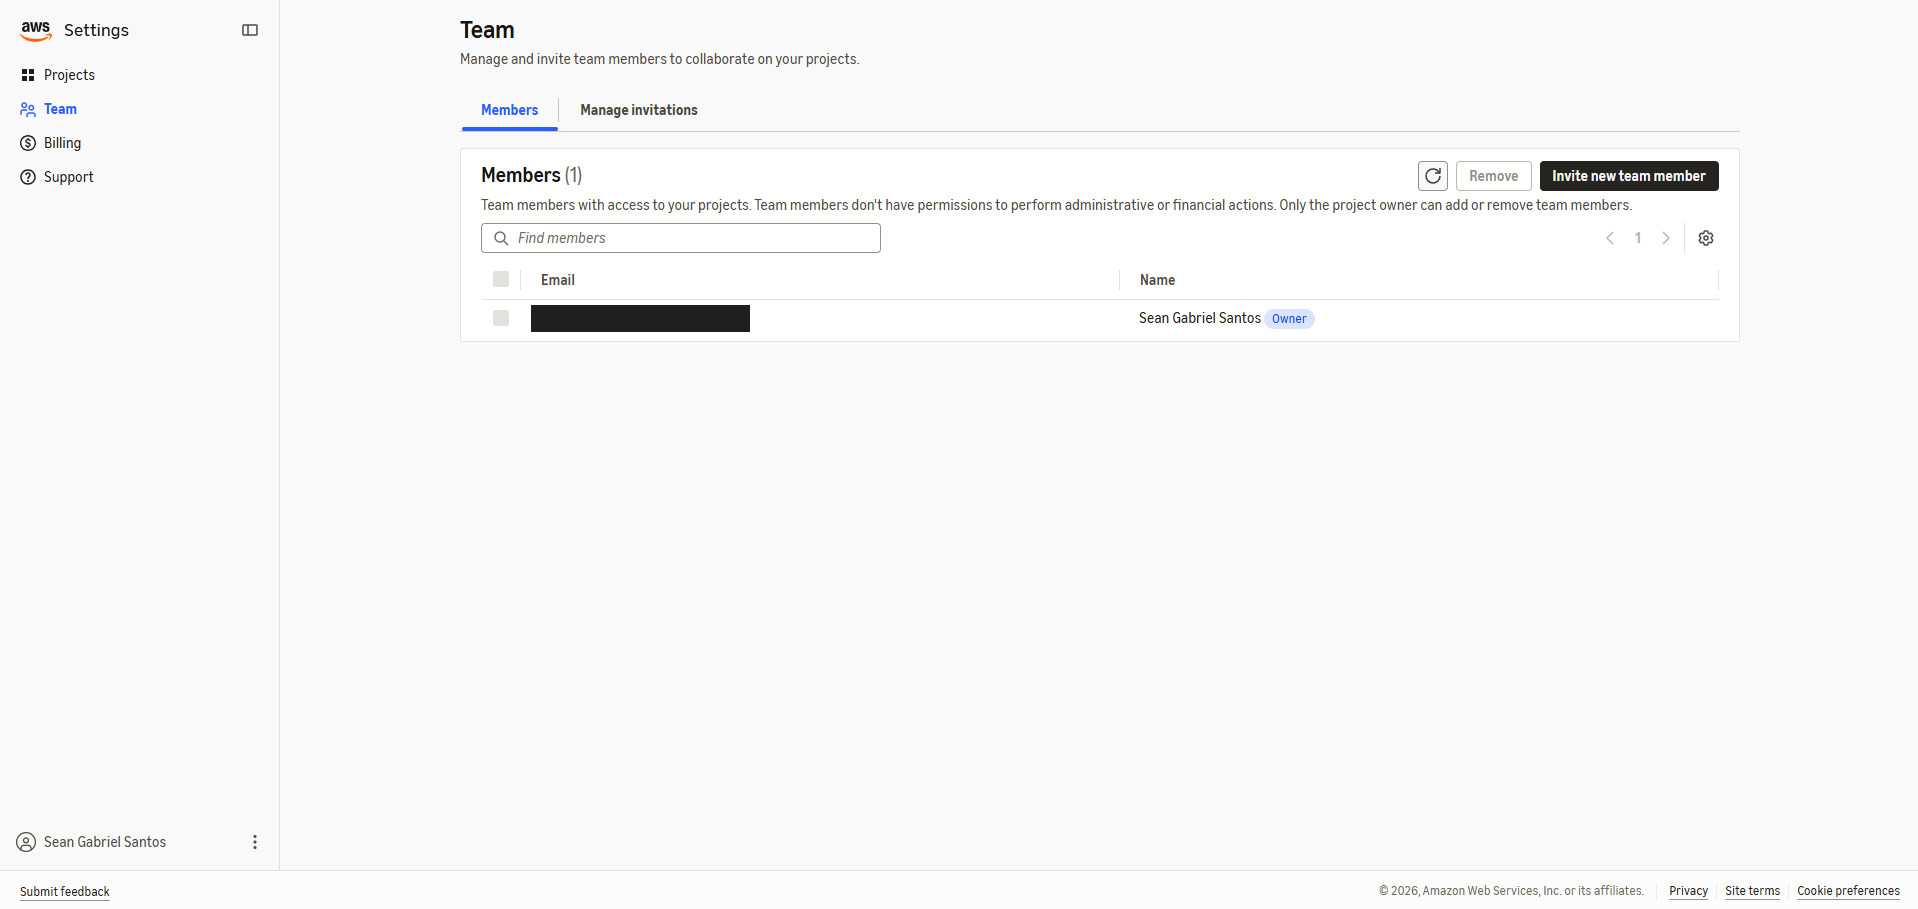 aws Settings
Projects
Team
Billing
Support
Team
Manage and invite team members to collaborate on your projects.
Members
Manage invitations
Members (1)
Remove
Invite new team member
Team members with access to your projects. Team members don't have permissions to perform administrative or financial actions. Only the project owner can add or remove team members.
Find members
1
Email
Name
Sean Gabriel Santos Owner
Sean Gabriel Santos
Submit feedback
© 2026, Amazon Web Services, Inc. or its affiliates.
Privacy
Site terms
Cookie preferences